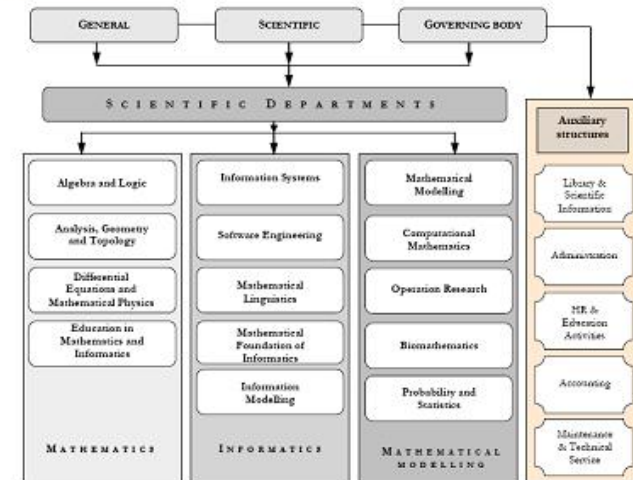 GENERAL
SCIENTIFIC
GOVERNING BODY
SCIENTIFIC DEPARTMENTS
Algebra and Logic
Analysis, Geometry
and Topology
Differential
Equations and
Mathematical Physics
Education in
Mathematics and
Informatics
MATHEMATICS
Information Systems
Software Engineering
Mathematical
Linguistics
Mathematical
Foundation of
Informatics
Information
Modelling
INFORMATICS
Mathematical
Modelling
Computational
Mathematics
Operation Research
Biomathematics
Probability and
Statistics
MATHEMATICAL
MODELLING
Auxiliary
structures
Library &
Scientific
Information
Administration
HR &
Education
Activities
Accounting
Maintenance
& Technical
Service